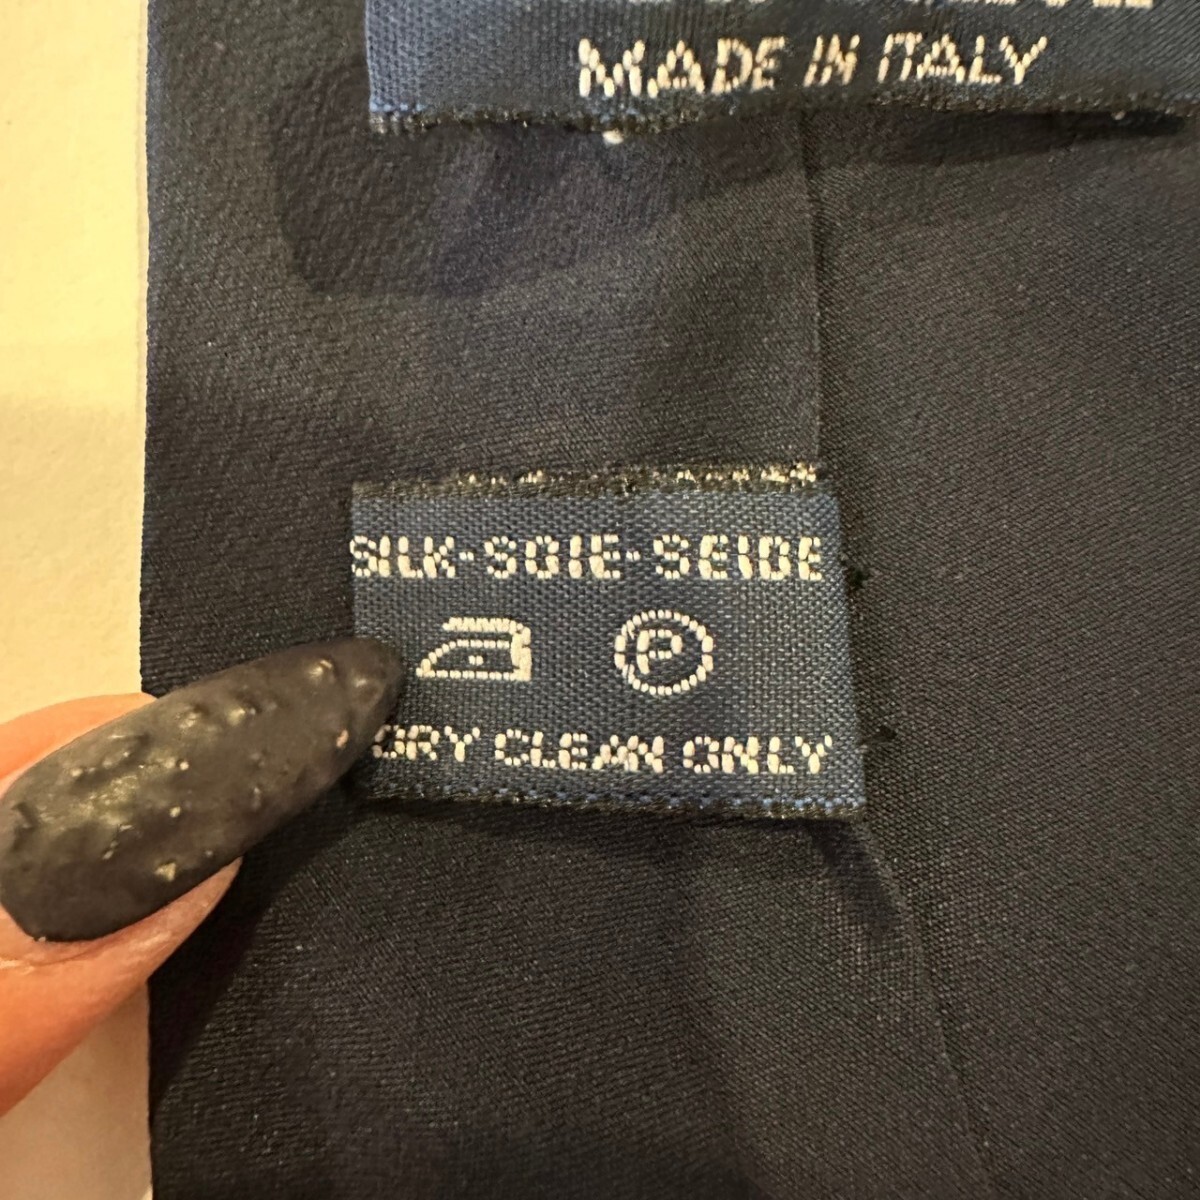 MADE IN ITALY
SILK-SOIE-SEIDE
P
DRY CLEAN ONLY